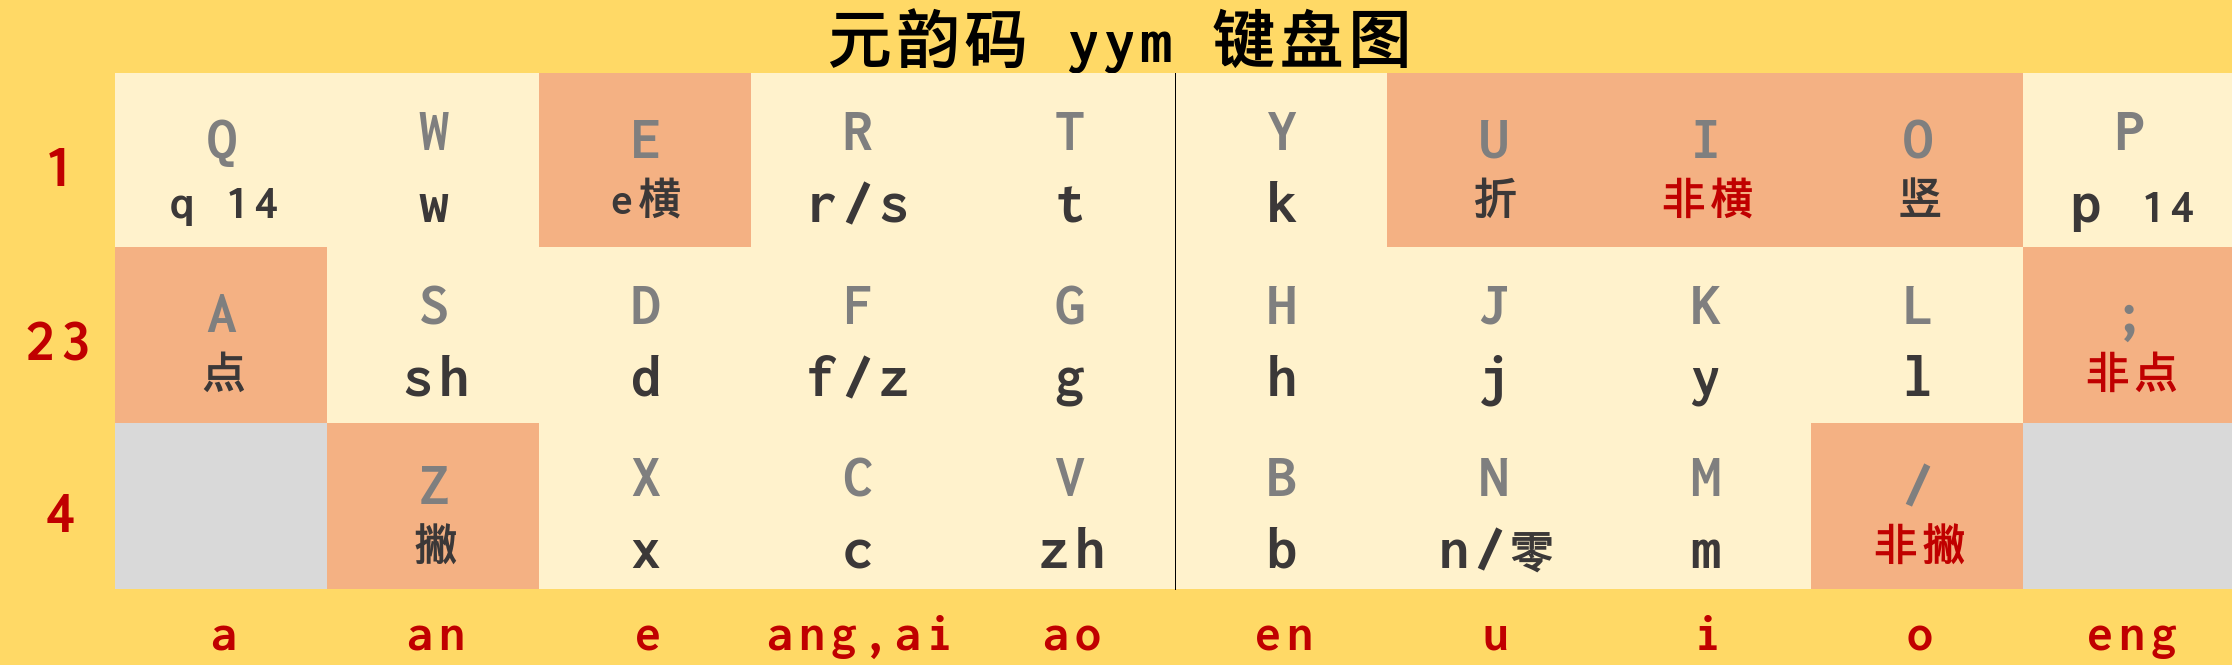 元韵码 yym 键盘图
1 Q W E R T Y U I O P
q 14 w e横 r/s t k 折 非横 竖 p 14
23 A S D F G H J K L ;
点 sh d f/z g h j y l 非点
4 Z X C V B N M /
撇 x c zh b n/零 m 非撇
a an e ang,ai ao en u i o eng